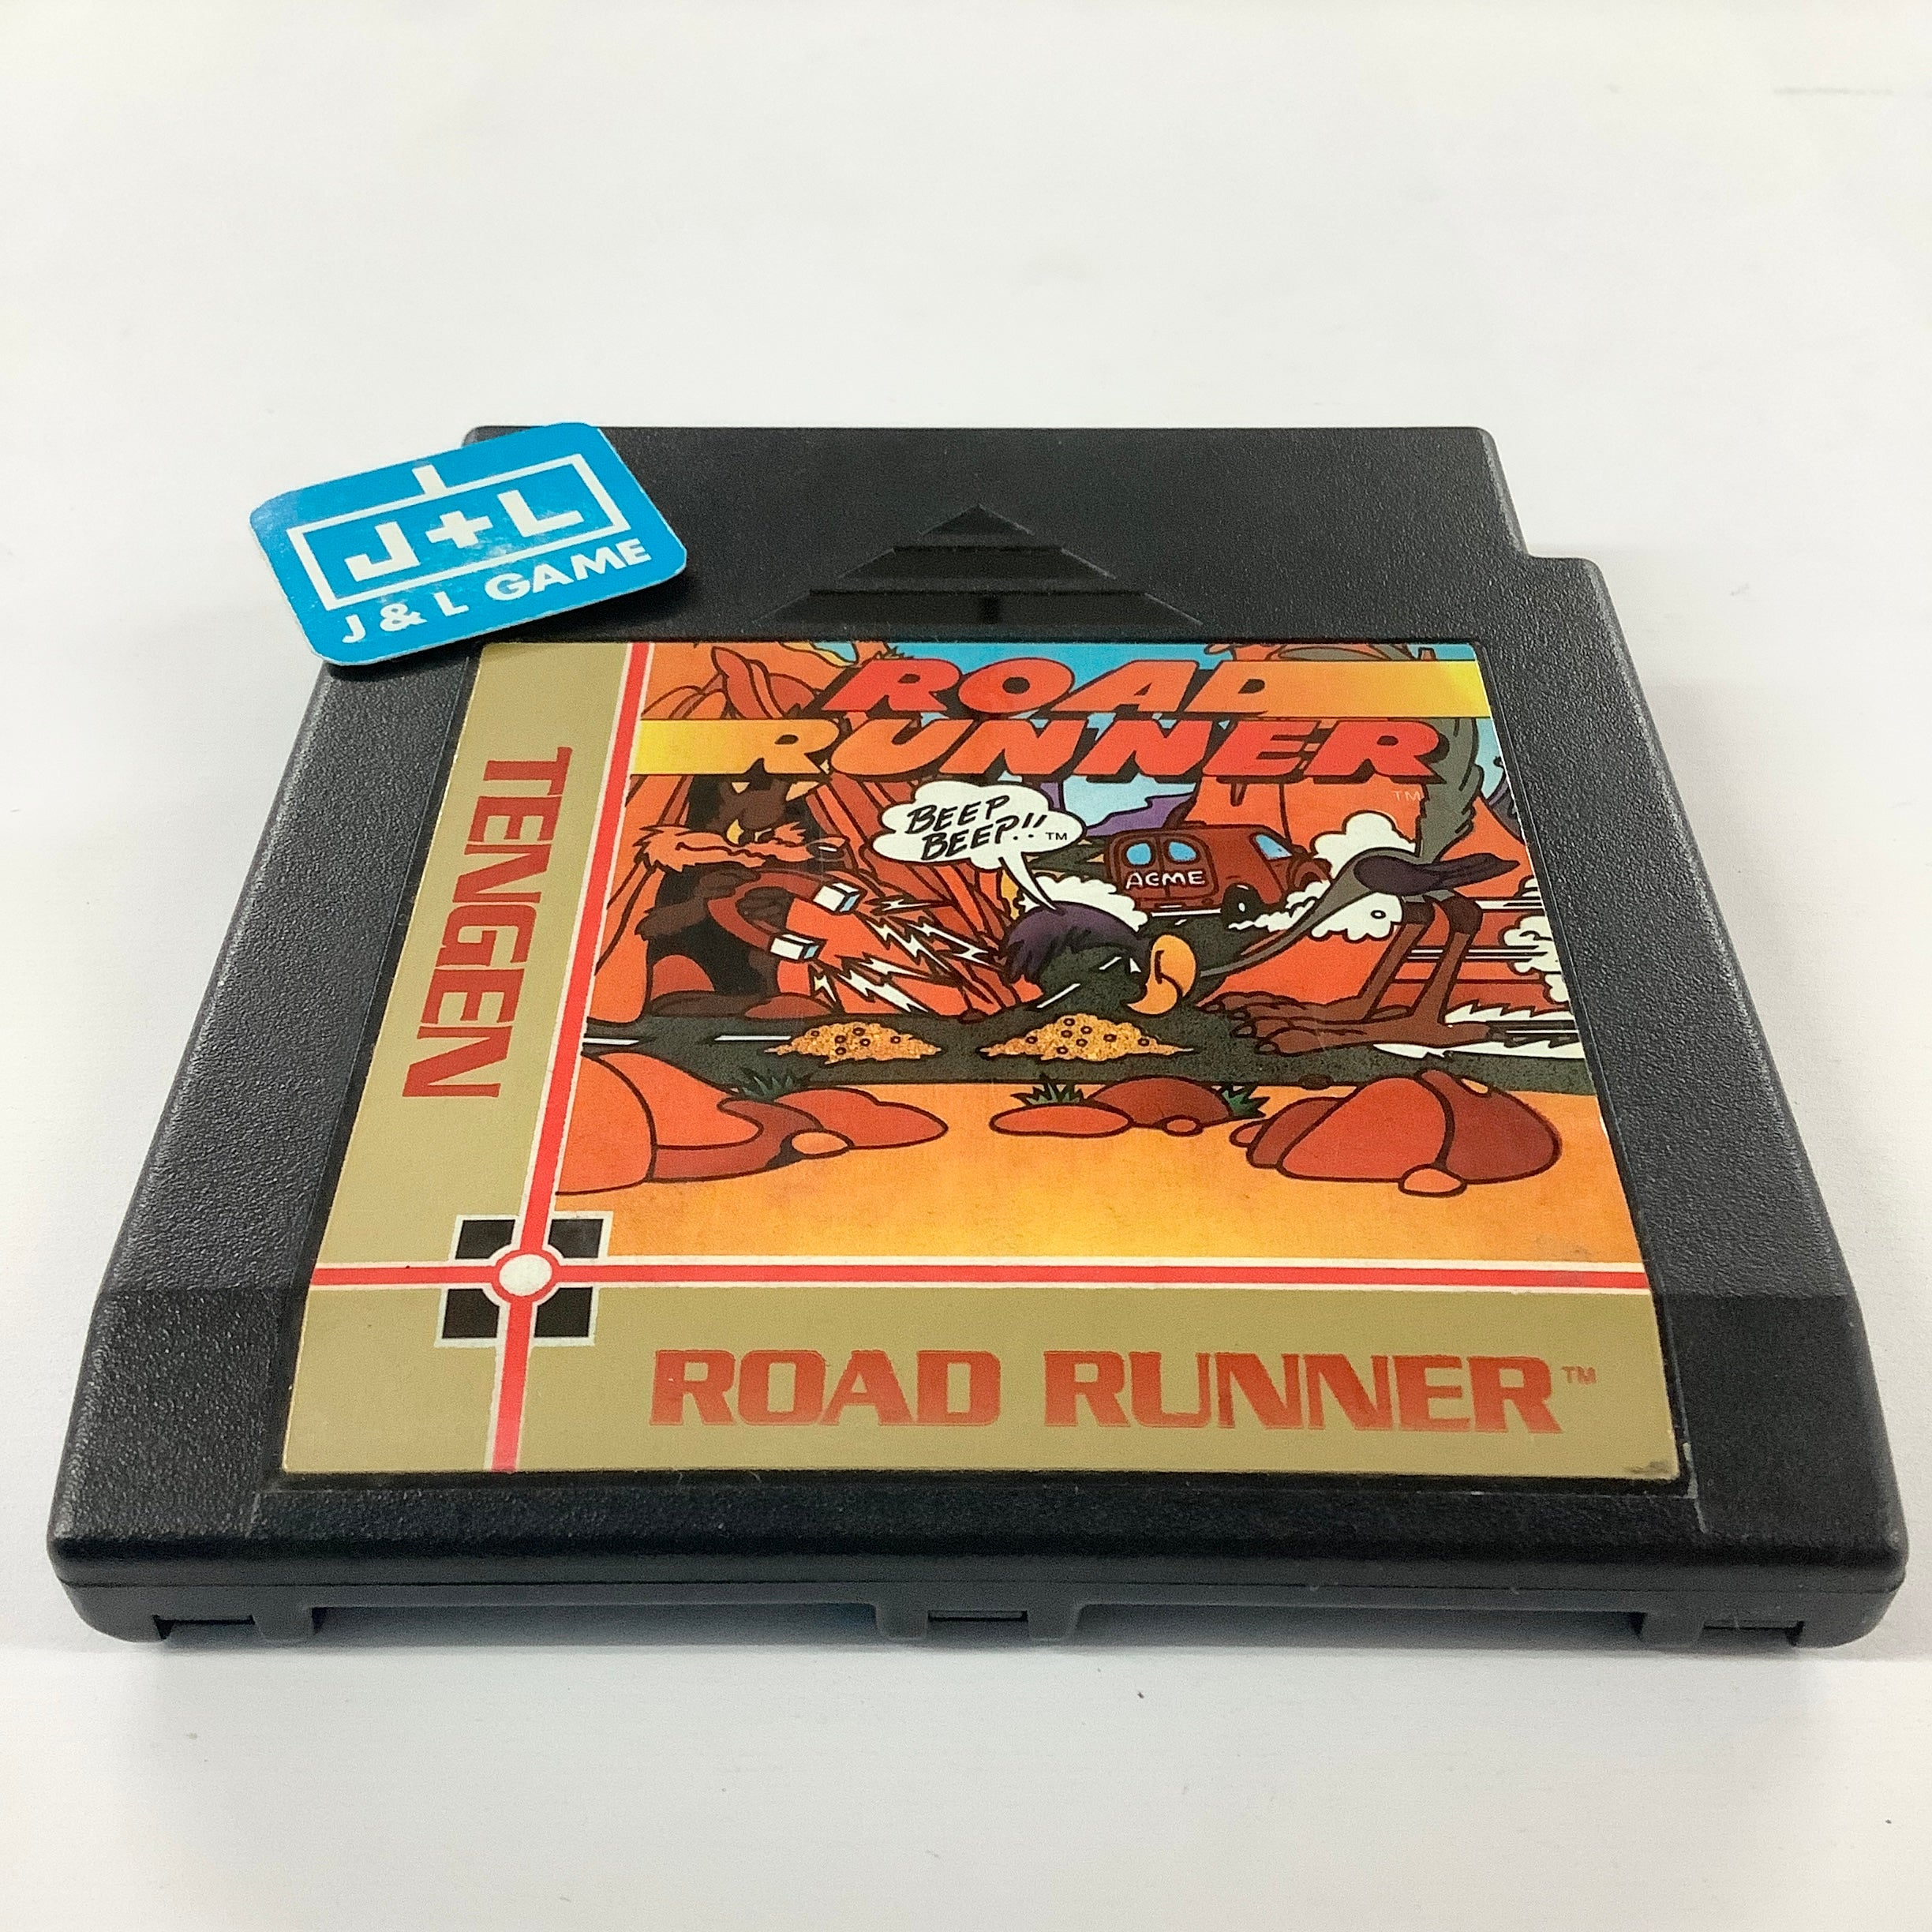 J+L
J & L GAME
ROAD
RUNNER
TM
BEEP
BEEP!! TM
ACME
TENGEN
ROAD RUNNER TM